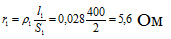 r₁ = ρ₁ l₁/S₁ = 0,028 400/2 = 5,6 Ом